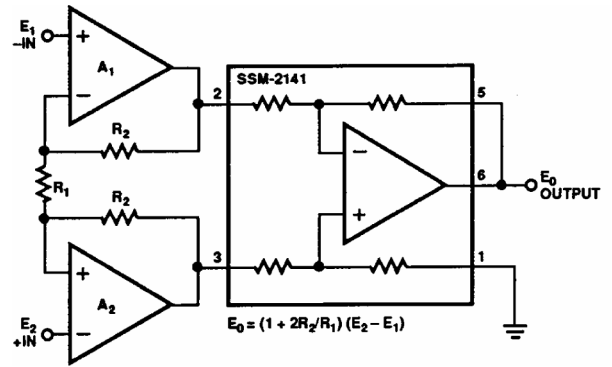 E1
–IN
+
A1
–
R2
R1
R2
+
A2
–
E2
+IN
SSM-2141
2
5
–
6
+
3
1
E0
OUTPUT
E0 = (1 + 2R2/R1) (E2 – E1)